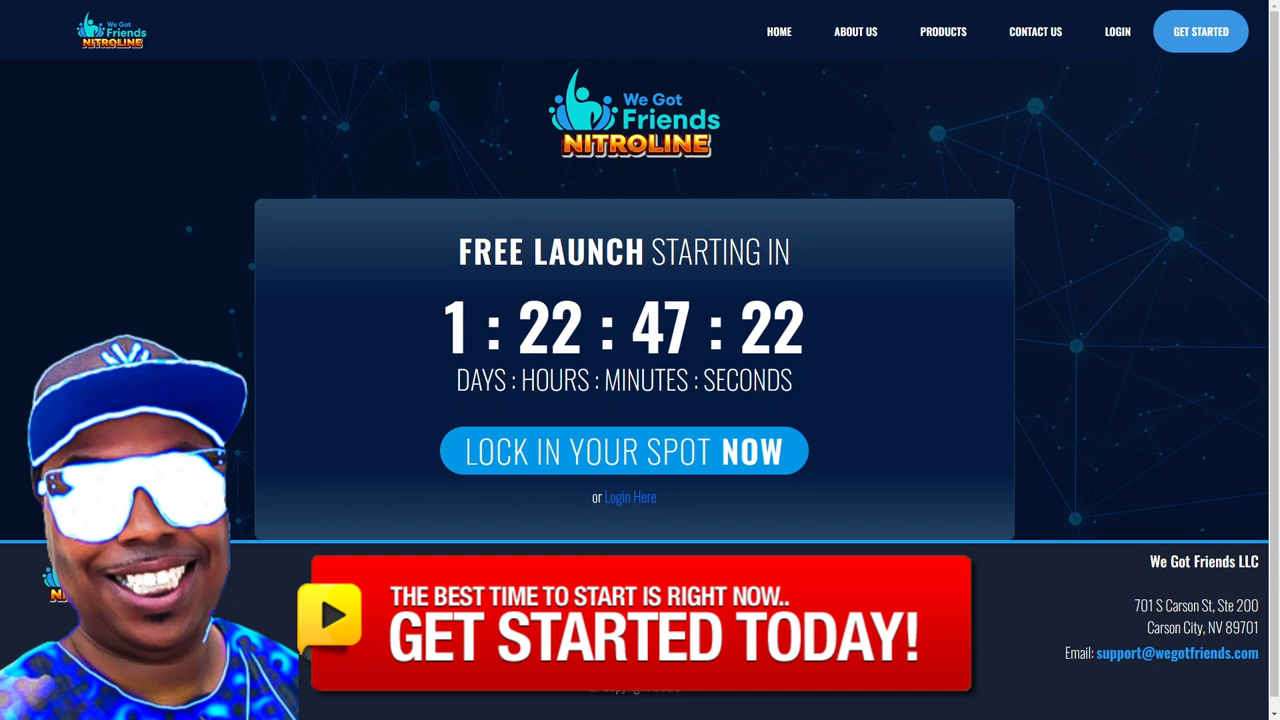 We Got
Friends
NITROLINE
HOME
ABOUT US
PRODUCTS
CONTACT US
LOGIN
GET STARTED
We Got
Friends
NITROLINE
FREE LAUNCH STARTING IN
1 : 22 : 47 : 22
DAYS : HOURS : MINUTES : SECONDS
LOCK IN YOUR SPOT NOW
or Login Here
THE BEST TIME TO START IS RIGHT NOW..
GET STARTED TODAY!
We Got Friends LLC
701 S Carson St, Ste 200
Carson City, NV 89701
Email: support@wegotfriends.com